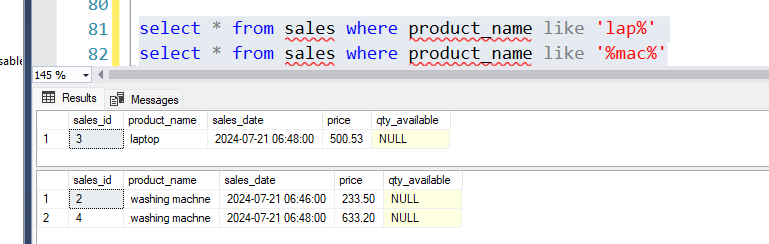 80
81 select * from sales where product_name like 'lap%'
82 select * from sales where product_name like '%mac%'
sable
145 %
Results Messages
sales_id product_name sales_date price qty_available
1 3 laptop 2024-07-21 06:48:00 500.53 NULL
sales_id product_name sales_date price qty_available
1 2 washing machne 2024-07-21 06:46:00 233.50 NULL
2 4 washing machne 2024-07-21 06:48:00 633.20 NULL